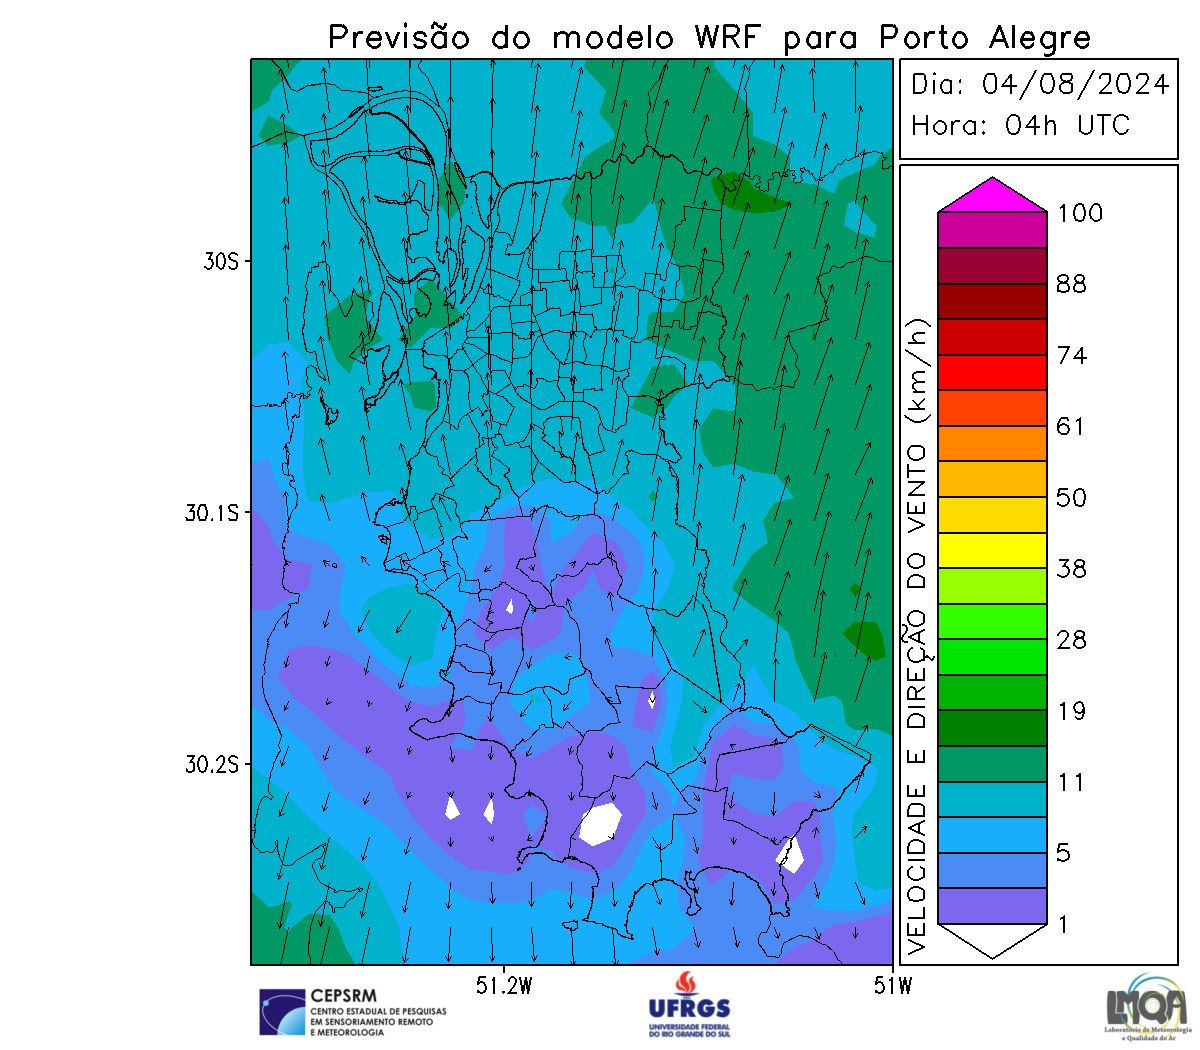 Previsão do modelo WRF para Porto Alegre
Dia: 04/08/2024
Hora: 04h UTC
30S
30.1S
30.2S
51.2W
51W
VELOCIDADE E DIREÇÃO DO VENTO (km/h)
100
88
74
61
50
38
28
19
11
5
1
CEPSRM
CENTRO ESTADUAL DE PESQUISAS
EM SENSORIAMENTO REMOTO
E METEOROLOGIA
UFRGS
UNIVERSIDADE FEDERAL
DO RIO GRANDE DO SUL
LMQA
Laboratório de Meteorologia
e Qualidade do Ar